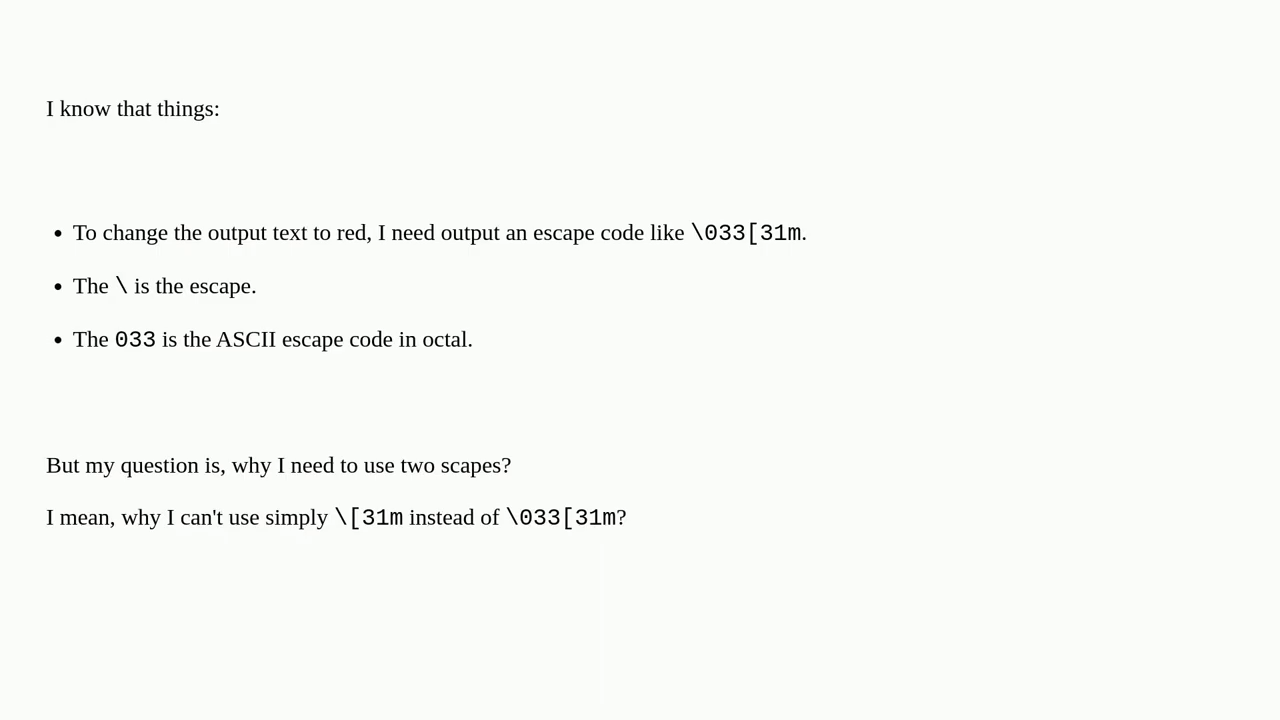 I know that things:
• To change the output text to red, I need output an escape code like \033[31m.
• The \ is the escape.
• The 033 is the ASCII escape code in octal.
But my question is, why I need to use two scapes?
I mean, why I can't use simply \[31m instead of \033[31m?